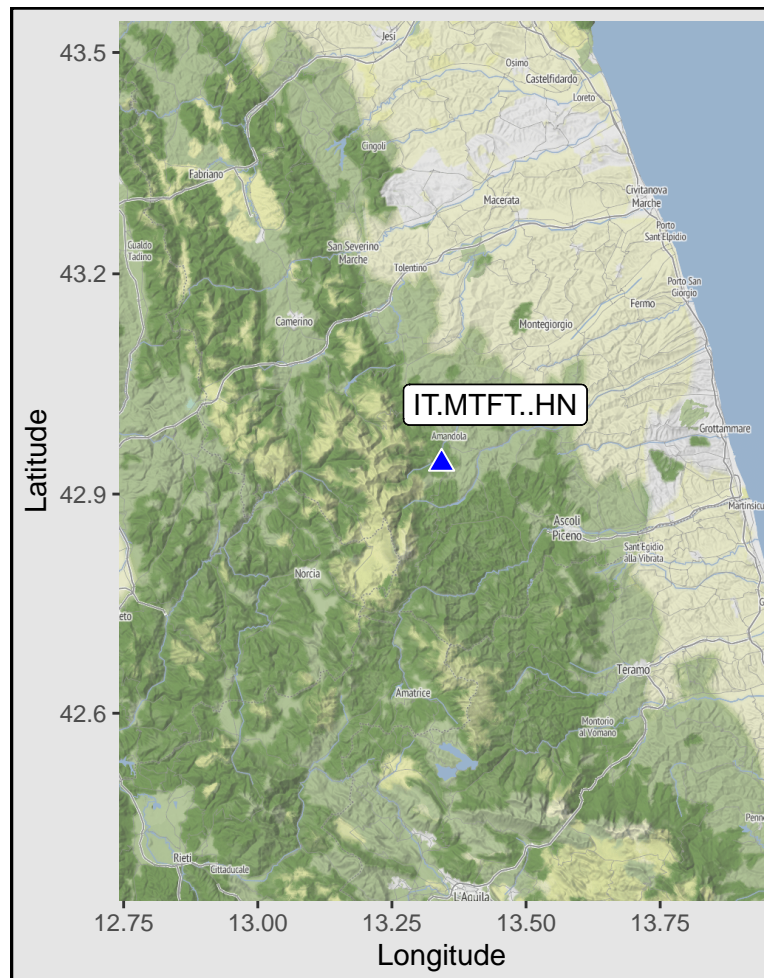 43.5
Jesi
Osimo
Castelfidardo
Loreto
Cingoli
Fabriano
Macerata
Civitanova
Marche
Porto
Sant Elpidio
Gualdo
Tadino
San Severino
Marche
43.2
Tolentino
Porto San
Giorgio
Fermo
Camerino
Montegiorgio
IT.MTFT..HN
Amandola
Grottammare
Latitude
42.9
Martinsicu
Ascoli
Piceno
Sant Egidio
alla Vibrata
Norcia
G
eto
Teramo
Amatrice
42.6
Montorio
al Vomano
Penne
Rieti
Cittaducale
L'Aquila
12.75
13.00
13.25
13.50
13.75
Longitude